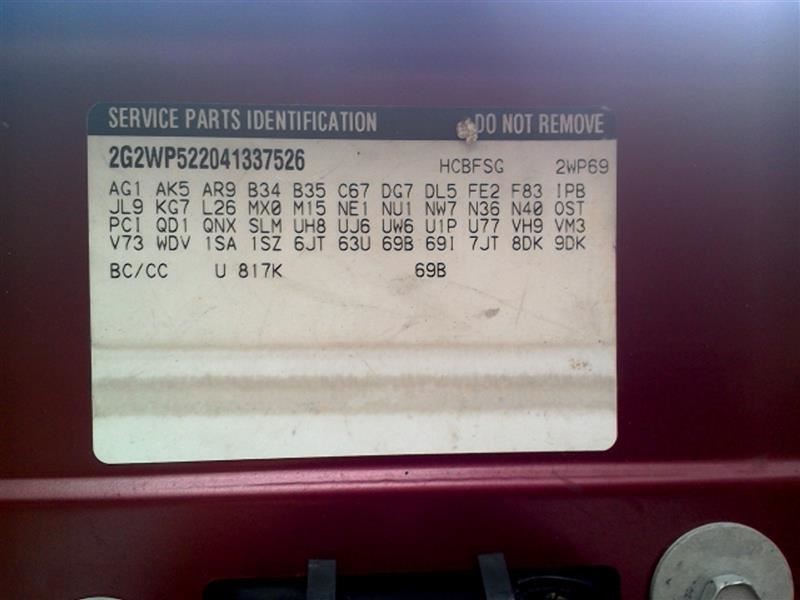 SERVICE PARTS IDENTIFICATION DO NOT REMOVE
2G2WP522041337526 HCBFSG 2WP69
AG1 AK5 AR9 B34 B35 C67 DG7 DL5 FE2 F83 IPB
JL9 KG7 L26 MX0 M15 NE1 NU1 NW7 N36 N40 OST
PCI QD1 QNX SLM UH8 UJ6 UW6 U1P U77 VH9 VM3
V73 WDV 1SA 1SZ 6JT 63U 69B 69I 7JT 8DK 9DK
BC/CC U 817K 69B